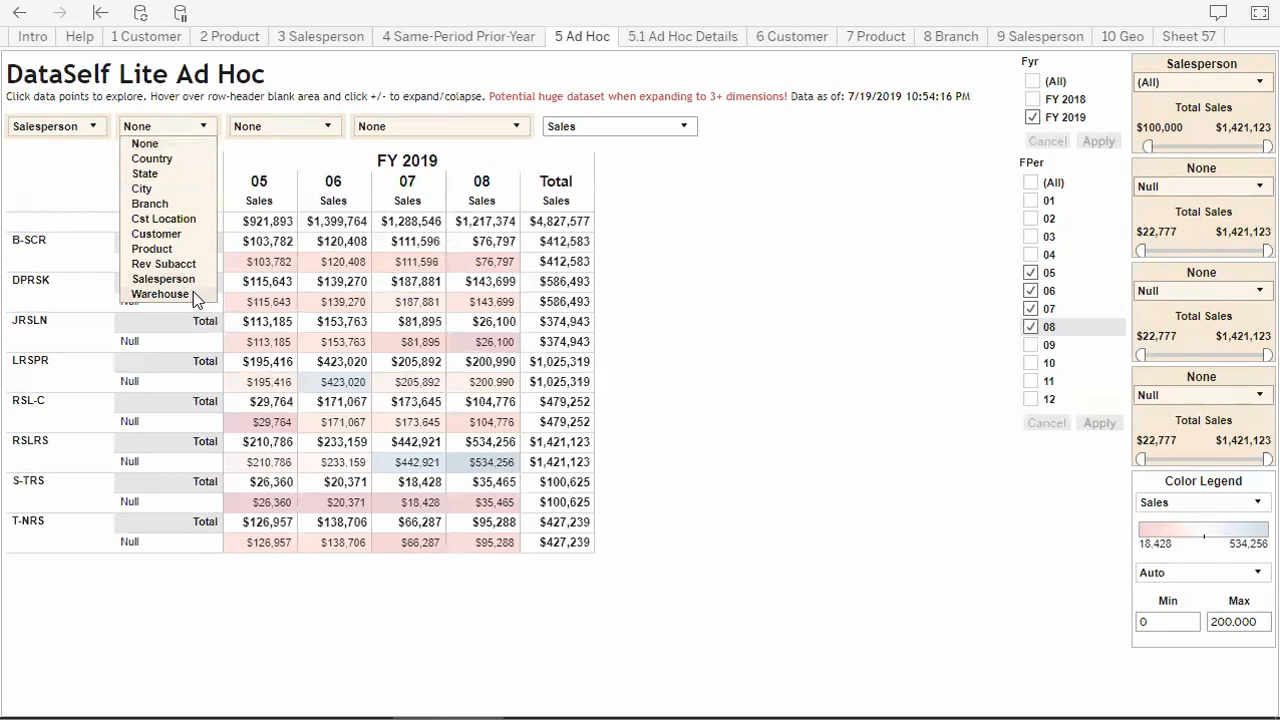 Intro Help 1 Customer 2 Product 3 Salesperson 4 Same-Period Prior-Year 5 Ad Hoc 5.1 Ad Hoc Details 6 Customer 7 Product 8 Branch 9 Salesperson 10 Geo Sheet 57
DataSelf Lite Ad Hoc
Click data points to explore. Hover over row-header blank area and click +/- to expand/colapse. Potential huge dataset when expanding to 3+ dimensions! Data as of: 7/19/2019 10:54:16 PM
Salesperson None None None Sales
None
Country
State
City
Branch
Cst Location
Customer
Product
Rev Subacct
Salesperson
Warehouse
FY 2019
05 06 07 08 Total
Sales Sales Sales Sales Sales
$921,893 $1,399,764 $1,288,546 $1,217,374 $4,827,577
B-SCR $103,782 $120,408 $111,596 $76,797 $412,583
$103,782 $120,408 $111,596 $76,797 $412,583
DPRSK $115,643 $139,270 $187,881 $143,699 $586,493
$115,643 $139,270 $187,881 $143,699 $586,493
JRSLN Total $113,185 $153,763 $81,895 $26,100 $374,943
Null $113,185 $153,763 $81,895 $26,100 $374,943
LRSPR Total $195,416 $423,020 $205,892 $200,990 $1,025,319
Null $195,416 $423,020 $205,892 $200,990 $1,025,319
RSL-C Total $29,764 $171,067 $173,645 $104,776 $479,252
Null $29,764 $171,067 $173,645 $104,776 $479,252
RSLRS Total $210,786 $233,159 $442,921 $534,256 $1,421,123
Null $210,786 $233,159 $442,921 $534,256 $1,421,123
S-TRS Total $26,360 $20,371 $18,428 $35,465 $100,625
Null $26,360 $20,371 $18,428 $35,465 $100,625
T-NRS Total $126,957 $138,706 $66,287 $95,288 $427,239
Null $126,957 $138,706 $66,287 $95,288 $427,239
Fyr
(All)
FY 2018
FY 2019
Cancel Apply
FPer
(All)
01
02
03
04
05
06
07
08
09
10
11
12
Cancel Apply
Salesperson
(All)
Total Sales
$100,000 $1,421,123
None
Null
Total Sales
$22,777 $1,421,123
None
Null
Total Sales
$22,777 $1,421,123
None
Null
Total Sales
$22,777 $1,421,123
Color Legend
Sales
18,428 534,256
Auto
Min Max
0 200,000